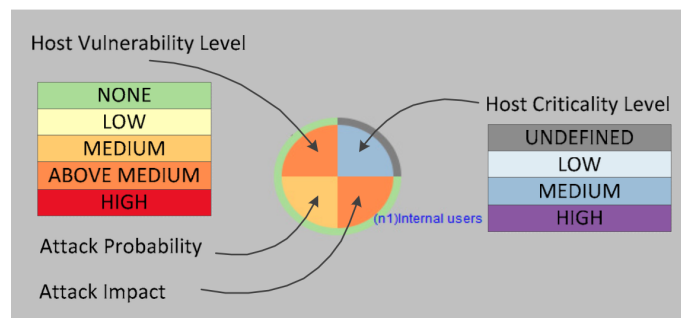 Host Vulnerability Level
NONE
LOW
MEDIUM
ABOVE MEDIUM
HIGH
Host Criticality Level
UNDEFINED
LOW
MEDIUM
HIGH
(n1)Internal users
Attack Probability
Attack Impact